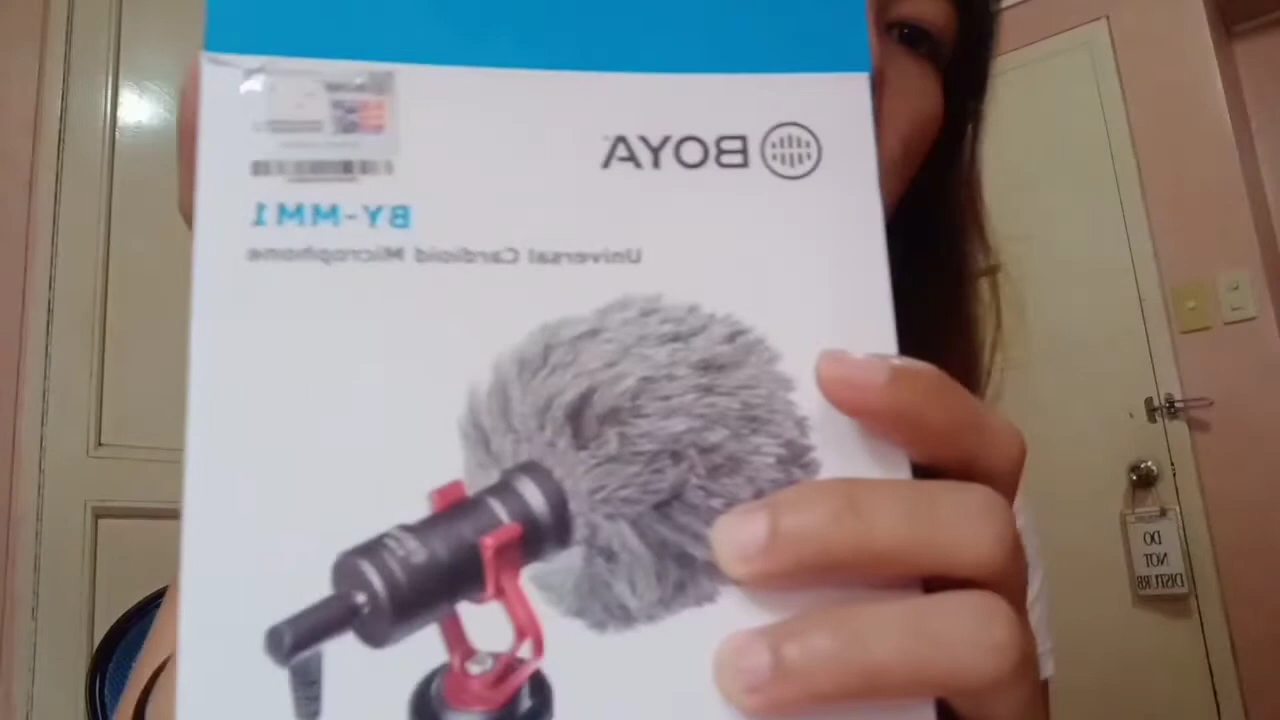 BOYA
BY-MM1
Universal Cardioid Microphone
DO
NOT
DISTURB